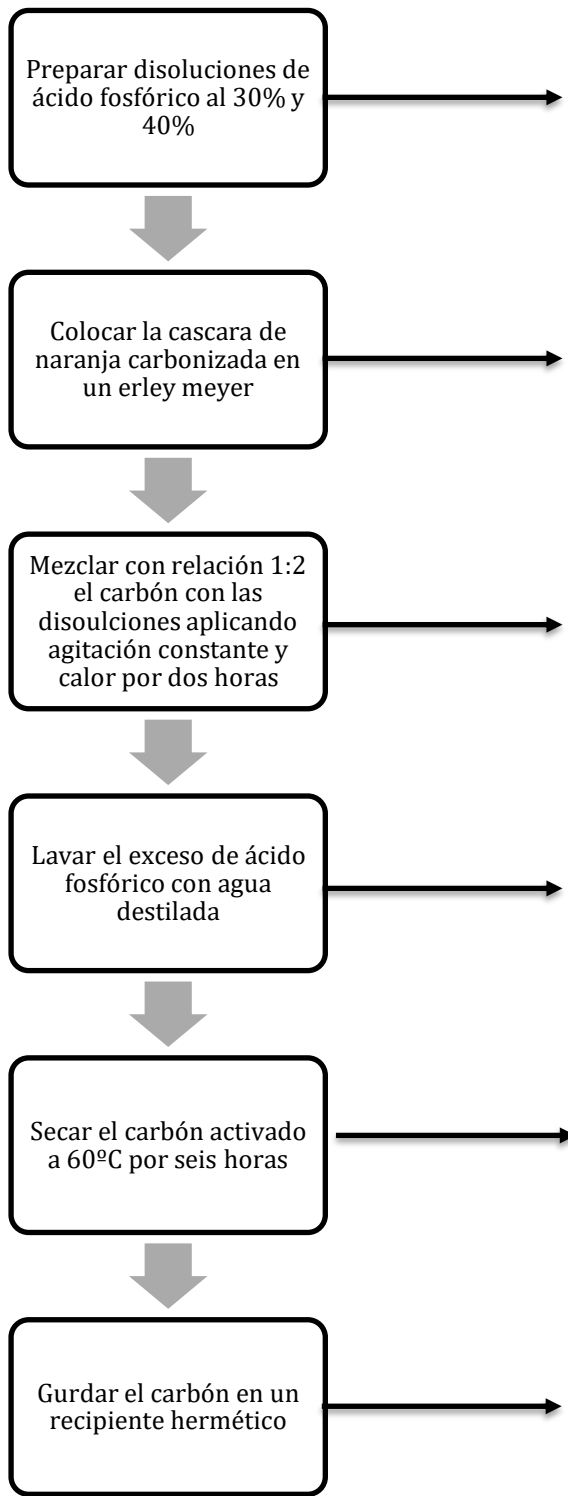 Preparar disoluciones de
ácido fosfórico al 30% y
40%
Colocar la cascara de
naranja carbonizada en
un erley meyer
Mezclar con relación 1:2
el carbón con las
disoulciones aplicando
agitación constante y
calor por dos horas
Lavar el exceso de ácido
fosfórico con agua
destilada
Secar el carbón activado
a 60ºC por seis horas
Gurdar el carbón en un
recipiente hermético